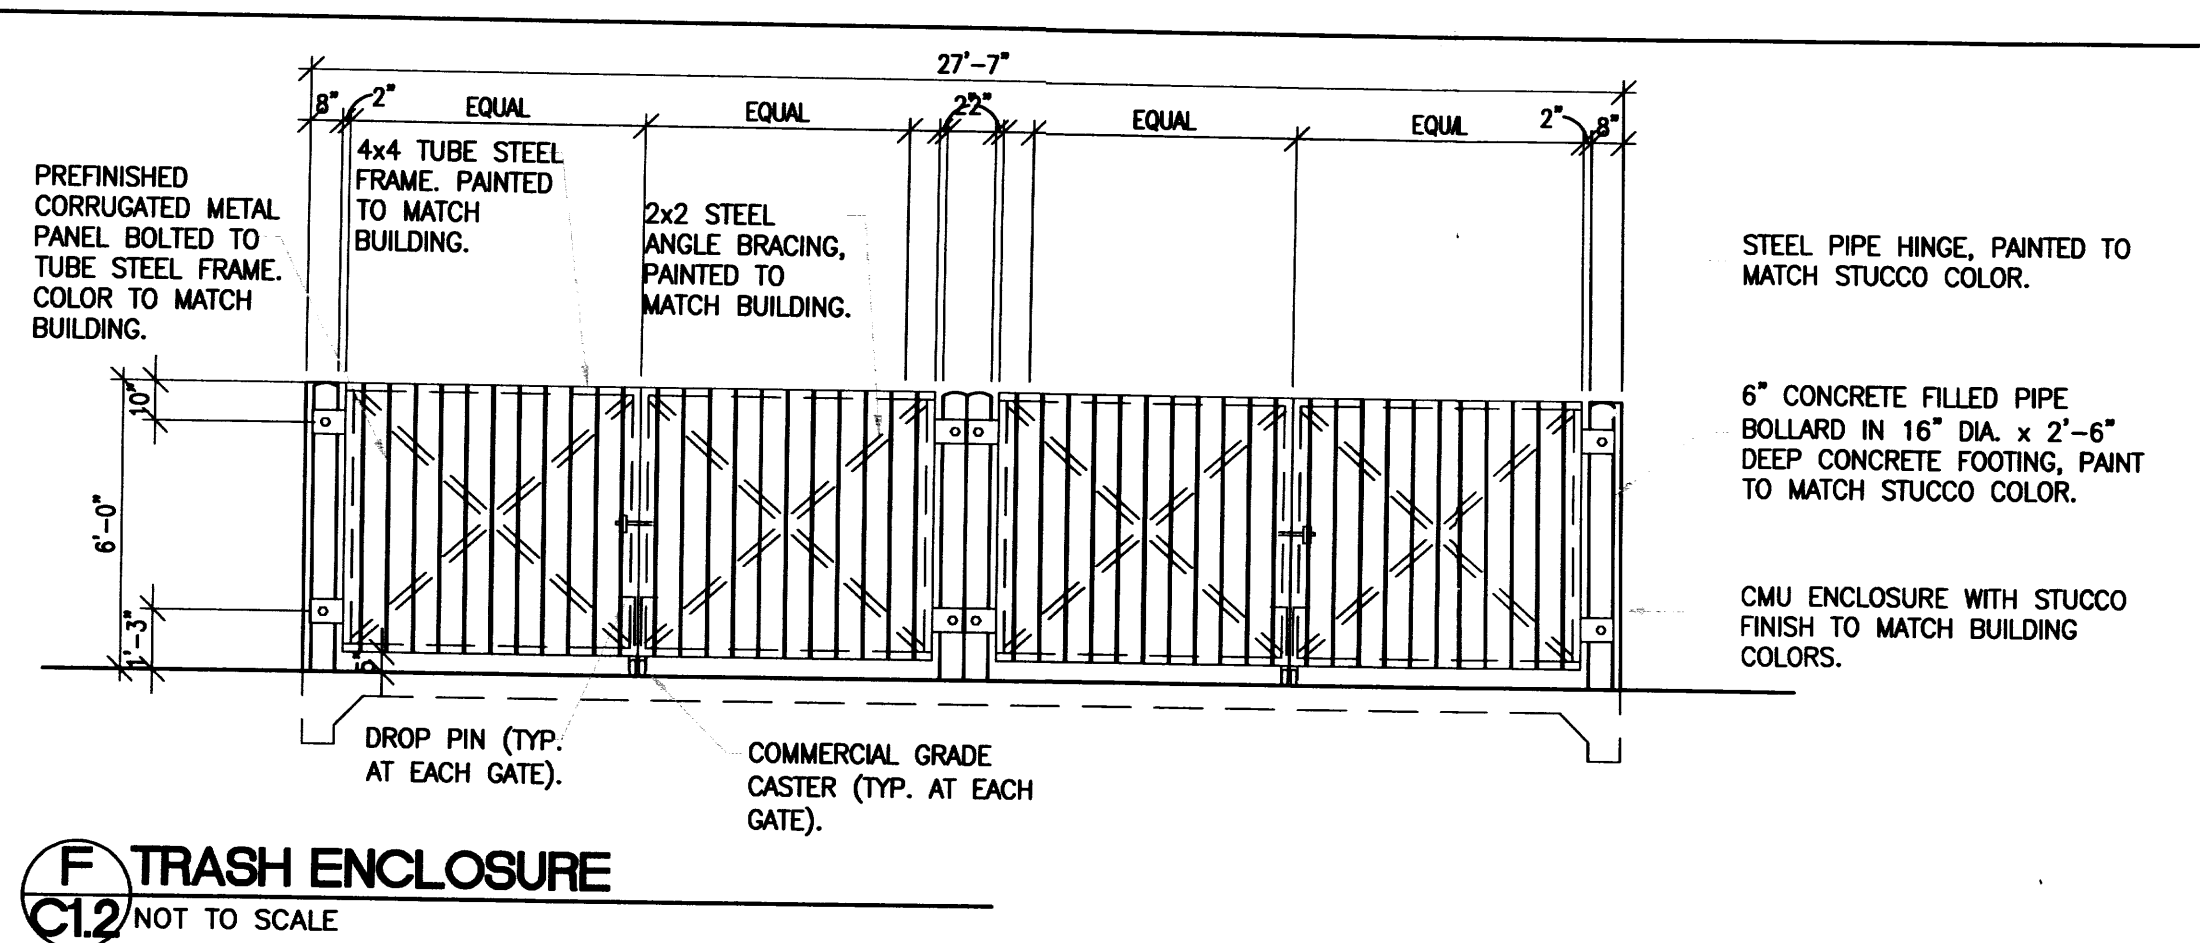 27'-7"
8"
2"
EQUAL
EQUAL
2"
2"
EQUAL
EQUAL
2"
8"
PREFINISHED
CORRUGATED METAL
PANEL BOLTED TO
TUBE STEEL FRAME.
COLOR TO MATCH
BUILDING.
4x4 TUBE STEEL
FRAME. PAINTED
TO MATCH
BUILDING.
2x2 STEEL
ANGLE BRACING,
PAINTED TO
MATCH BUILDING.
STEEL PIPE HINGE, PAINTED TO
MATCH STUCCO COLOR.
6" CONCRETE FILLED PIPE
BOLLARD IN 16" DIA. x 2'-6"
DEEP CONCRETE FOOTING, PAINT
TO MATCH STUCCO COLOR.
CMU ENCLOSURE WITH STUCCO
FINISH TO MATCH BUILDING
COLORS.
10"
6'-0"
1'-3"
DROP PIN (TYP.
AT EACH GATE).
COMMERCIAL GRADE
CASTER (TYP. AT EACH
GATE).
F
C1.2
TRASH ENCLOSURE
NOT TO SCALE